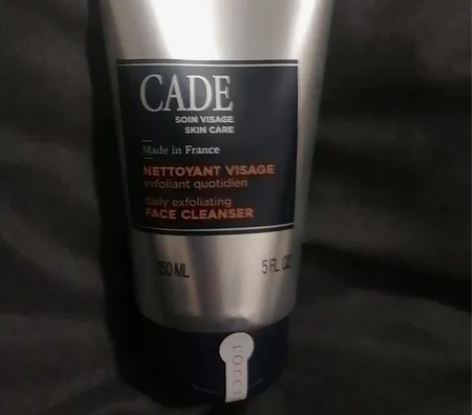 CADE
SOIN VISAGE
SKIN CARE
Made in France
NETTOYANT VISAGE
exfoliant quotidien
daily exfoliating
FACE CLEANSER
150 ML 5 FL. OZ